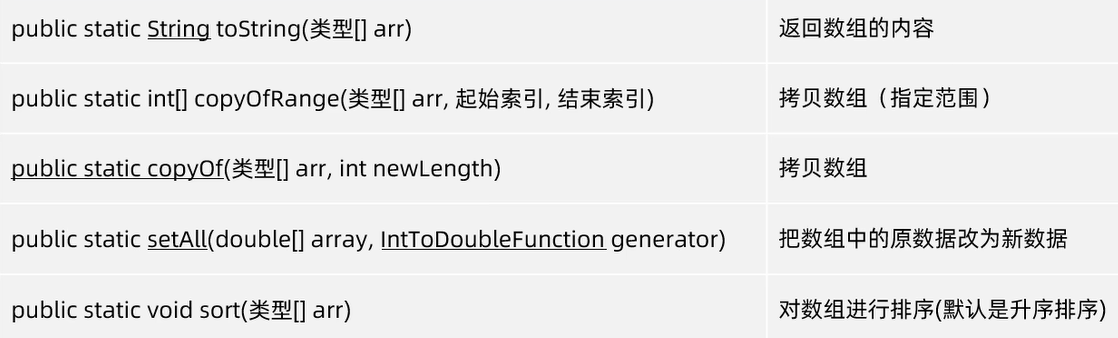 public static String toString(类型[] arr) 返回数组的内容
public static int[] copyOfRange(类型[] arr, 起始索引, 结束索引) 拷贝数组（指定范围）
public static copyOf(类型[] arr, int newLength) 拷贝数组
public static setAll(double[] array, IntToDoubleFunction generator) 把数组中的原数据改为新数据
public static void sort(类型[] arr) 对数组进行排序(默认是升序排序)